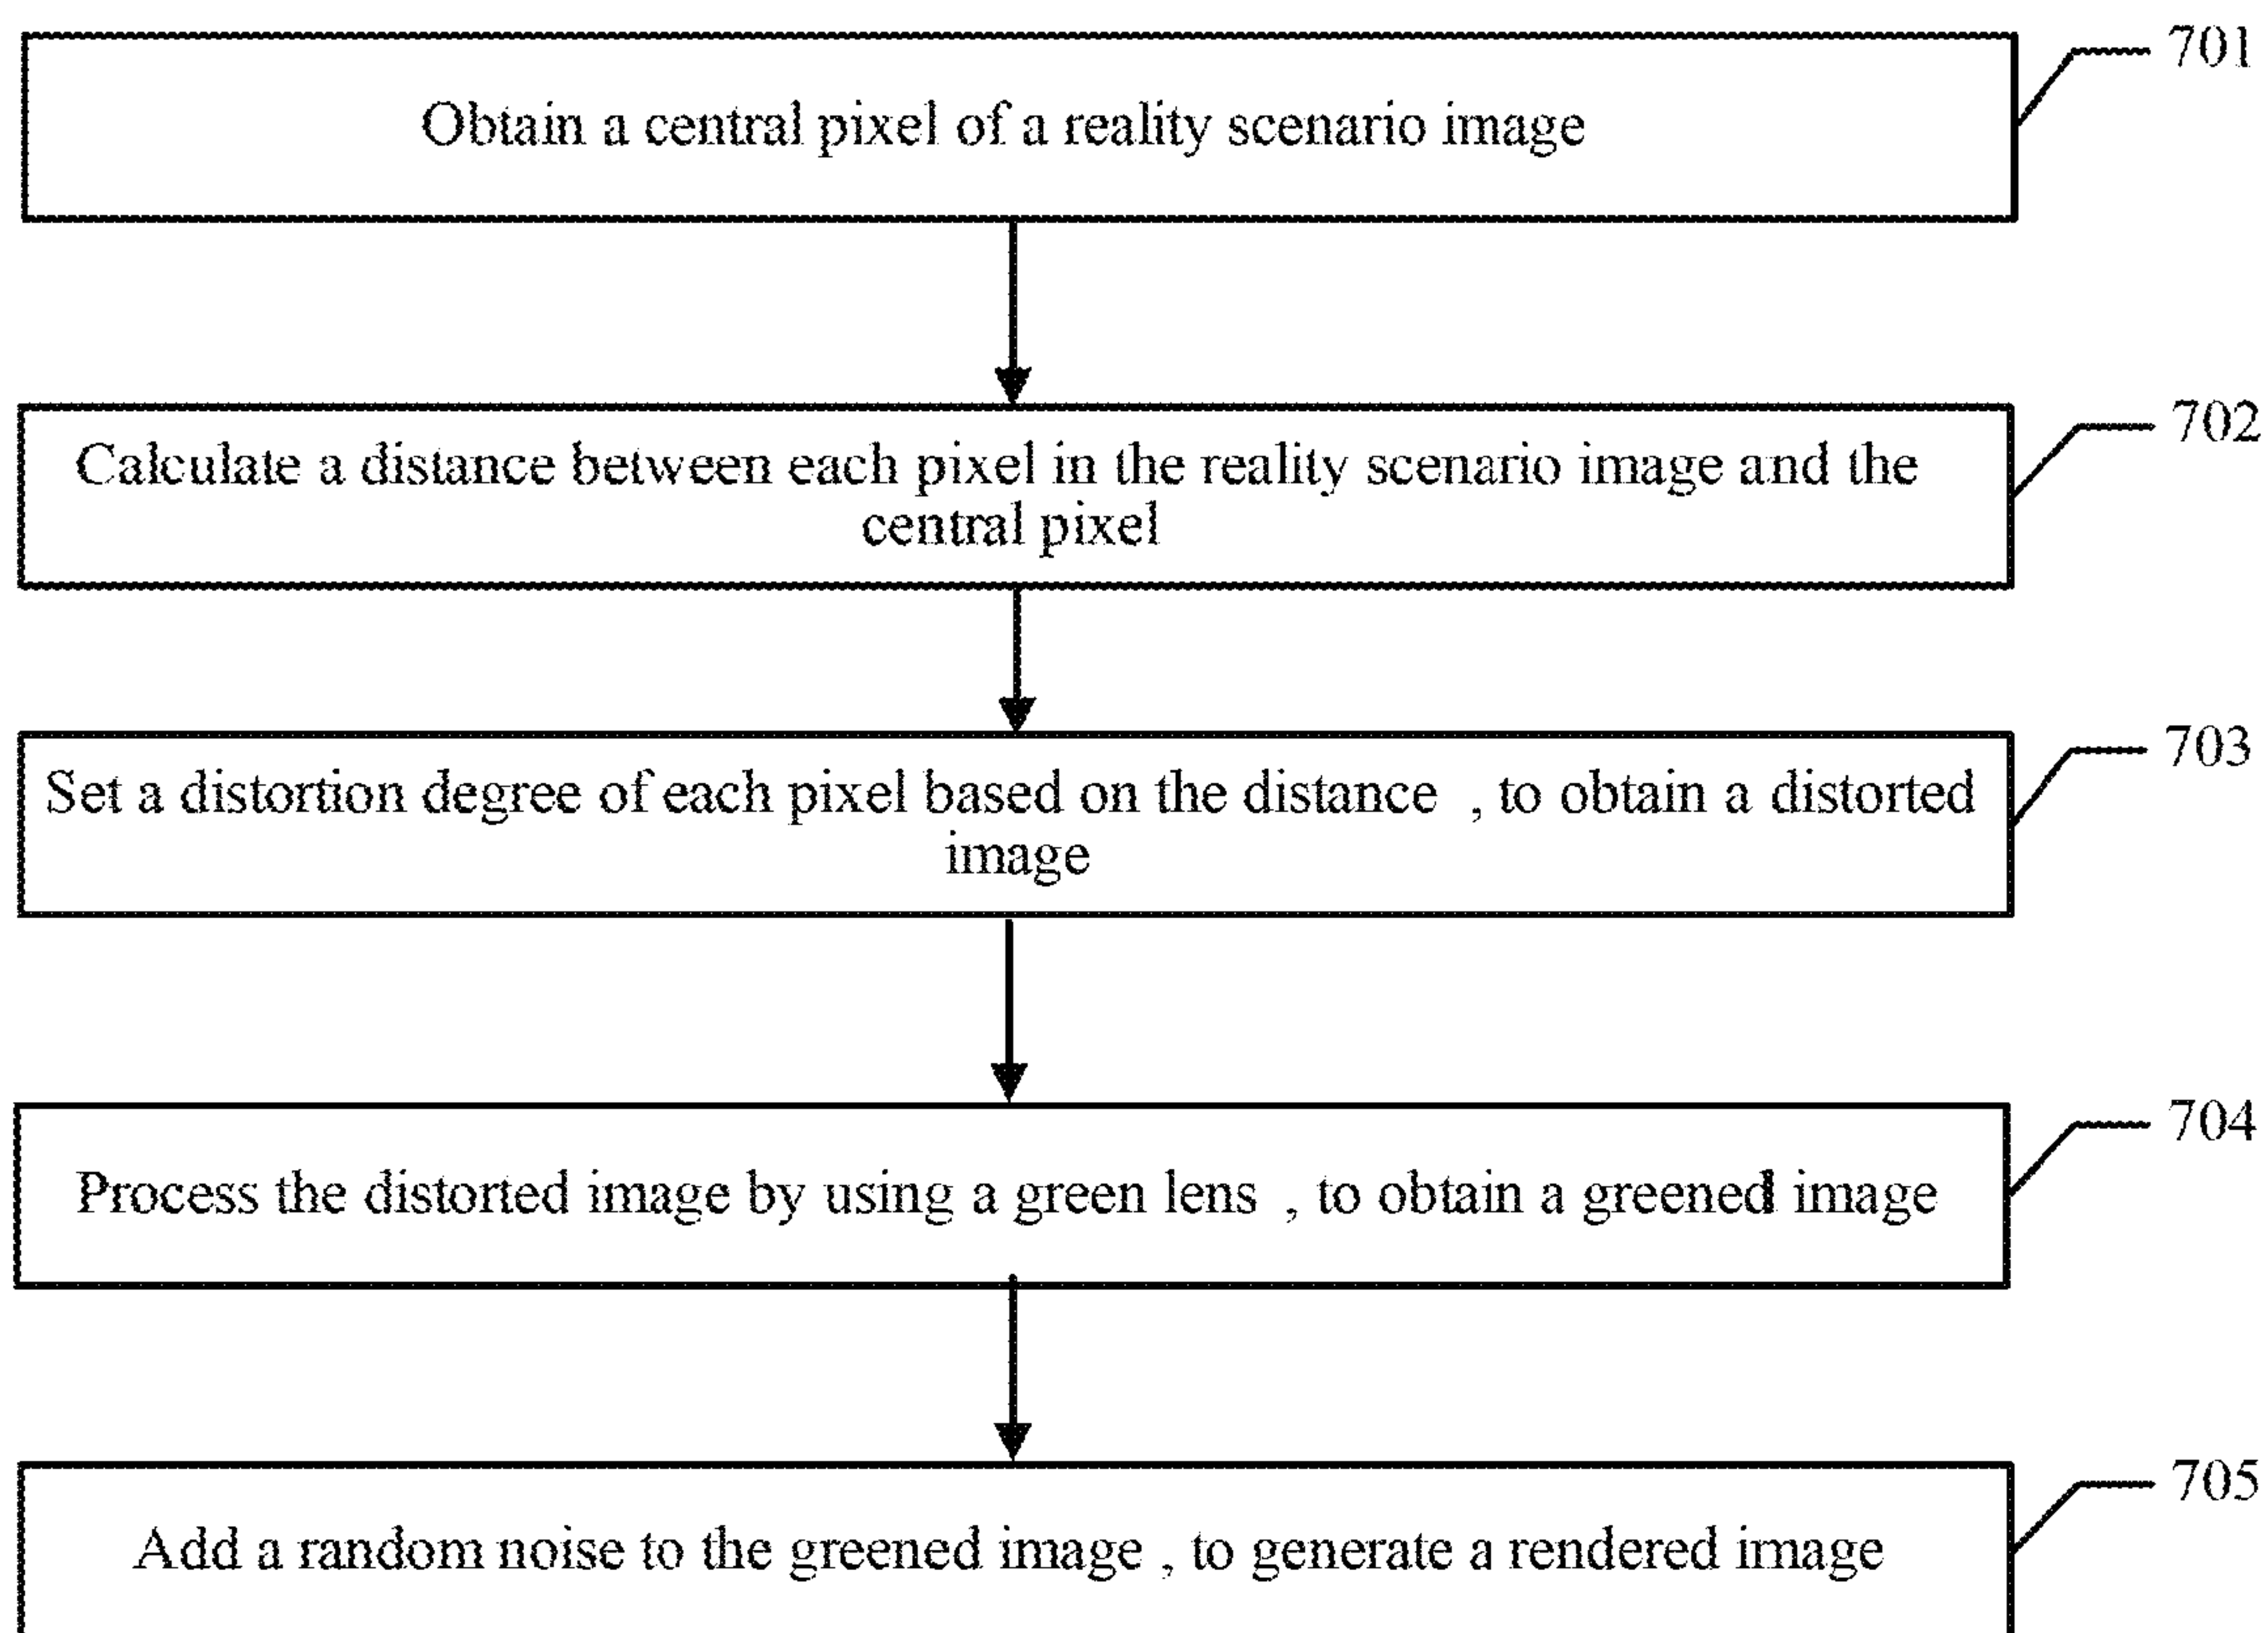 701
Obtain a central pixel of a reality scenario image
702
Calculate a distance between each pixel in the reality scenario image and the
central pixel
703
Set a distortion degree of each pixel based on the distance , to obtain a distorted
image
704
Process the distorted image by using a green lens , to obtain a greened image
705
Add a random noise to the greened image , to generate a rendered image